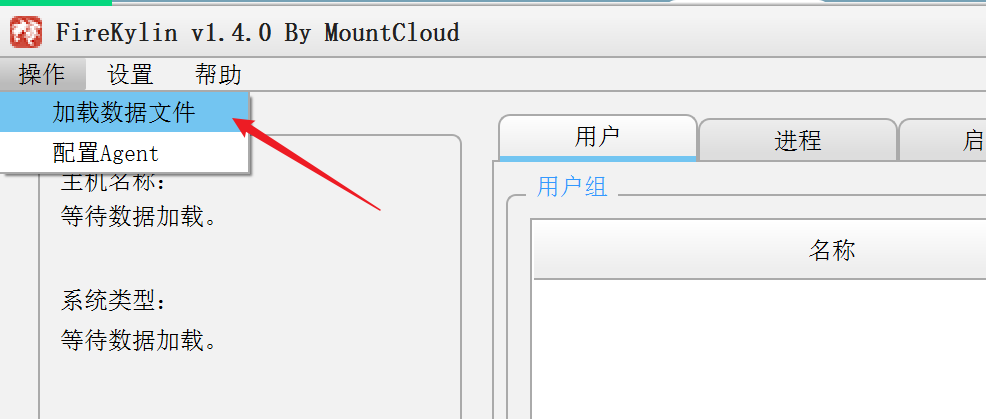 FireKylin v1.4.0 By MountCloud
操作 设置 帮助
加载数据文件
配置Agent
主机名称：
等待数据加载。
系统类型：
等待数据加载。
用户 进程 启
用户组
名称